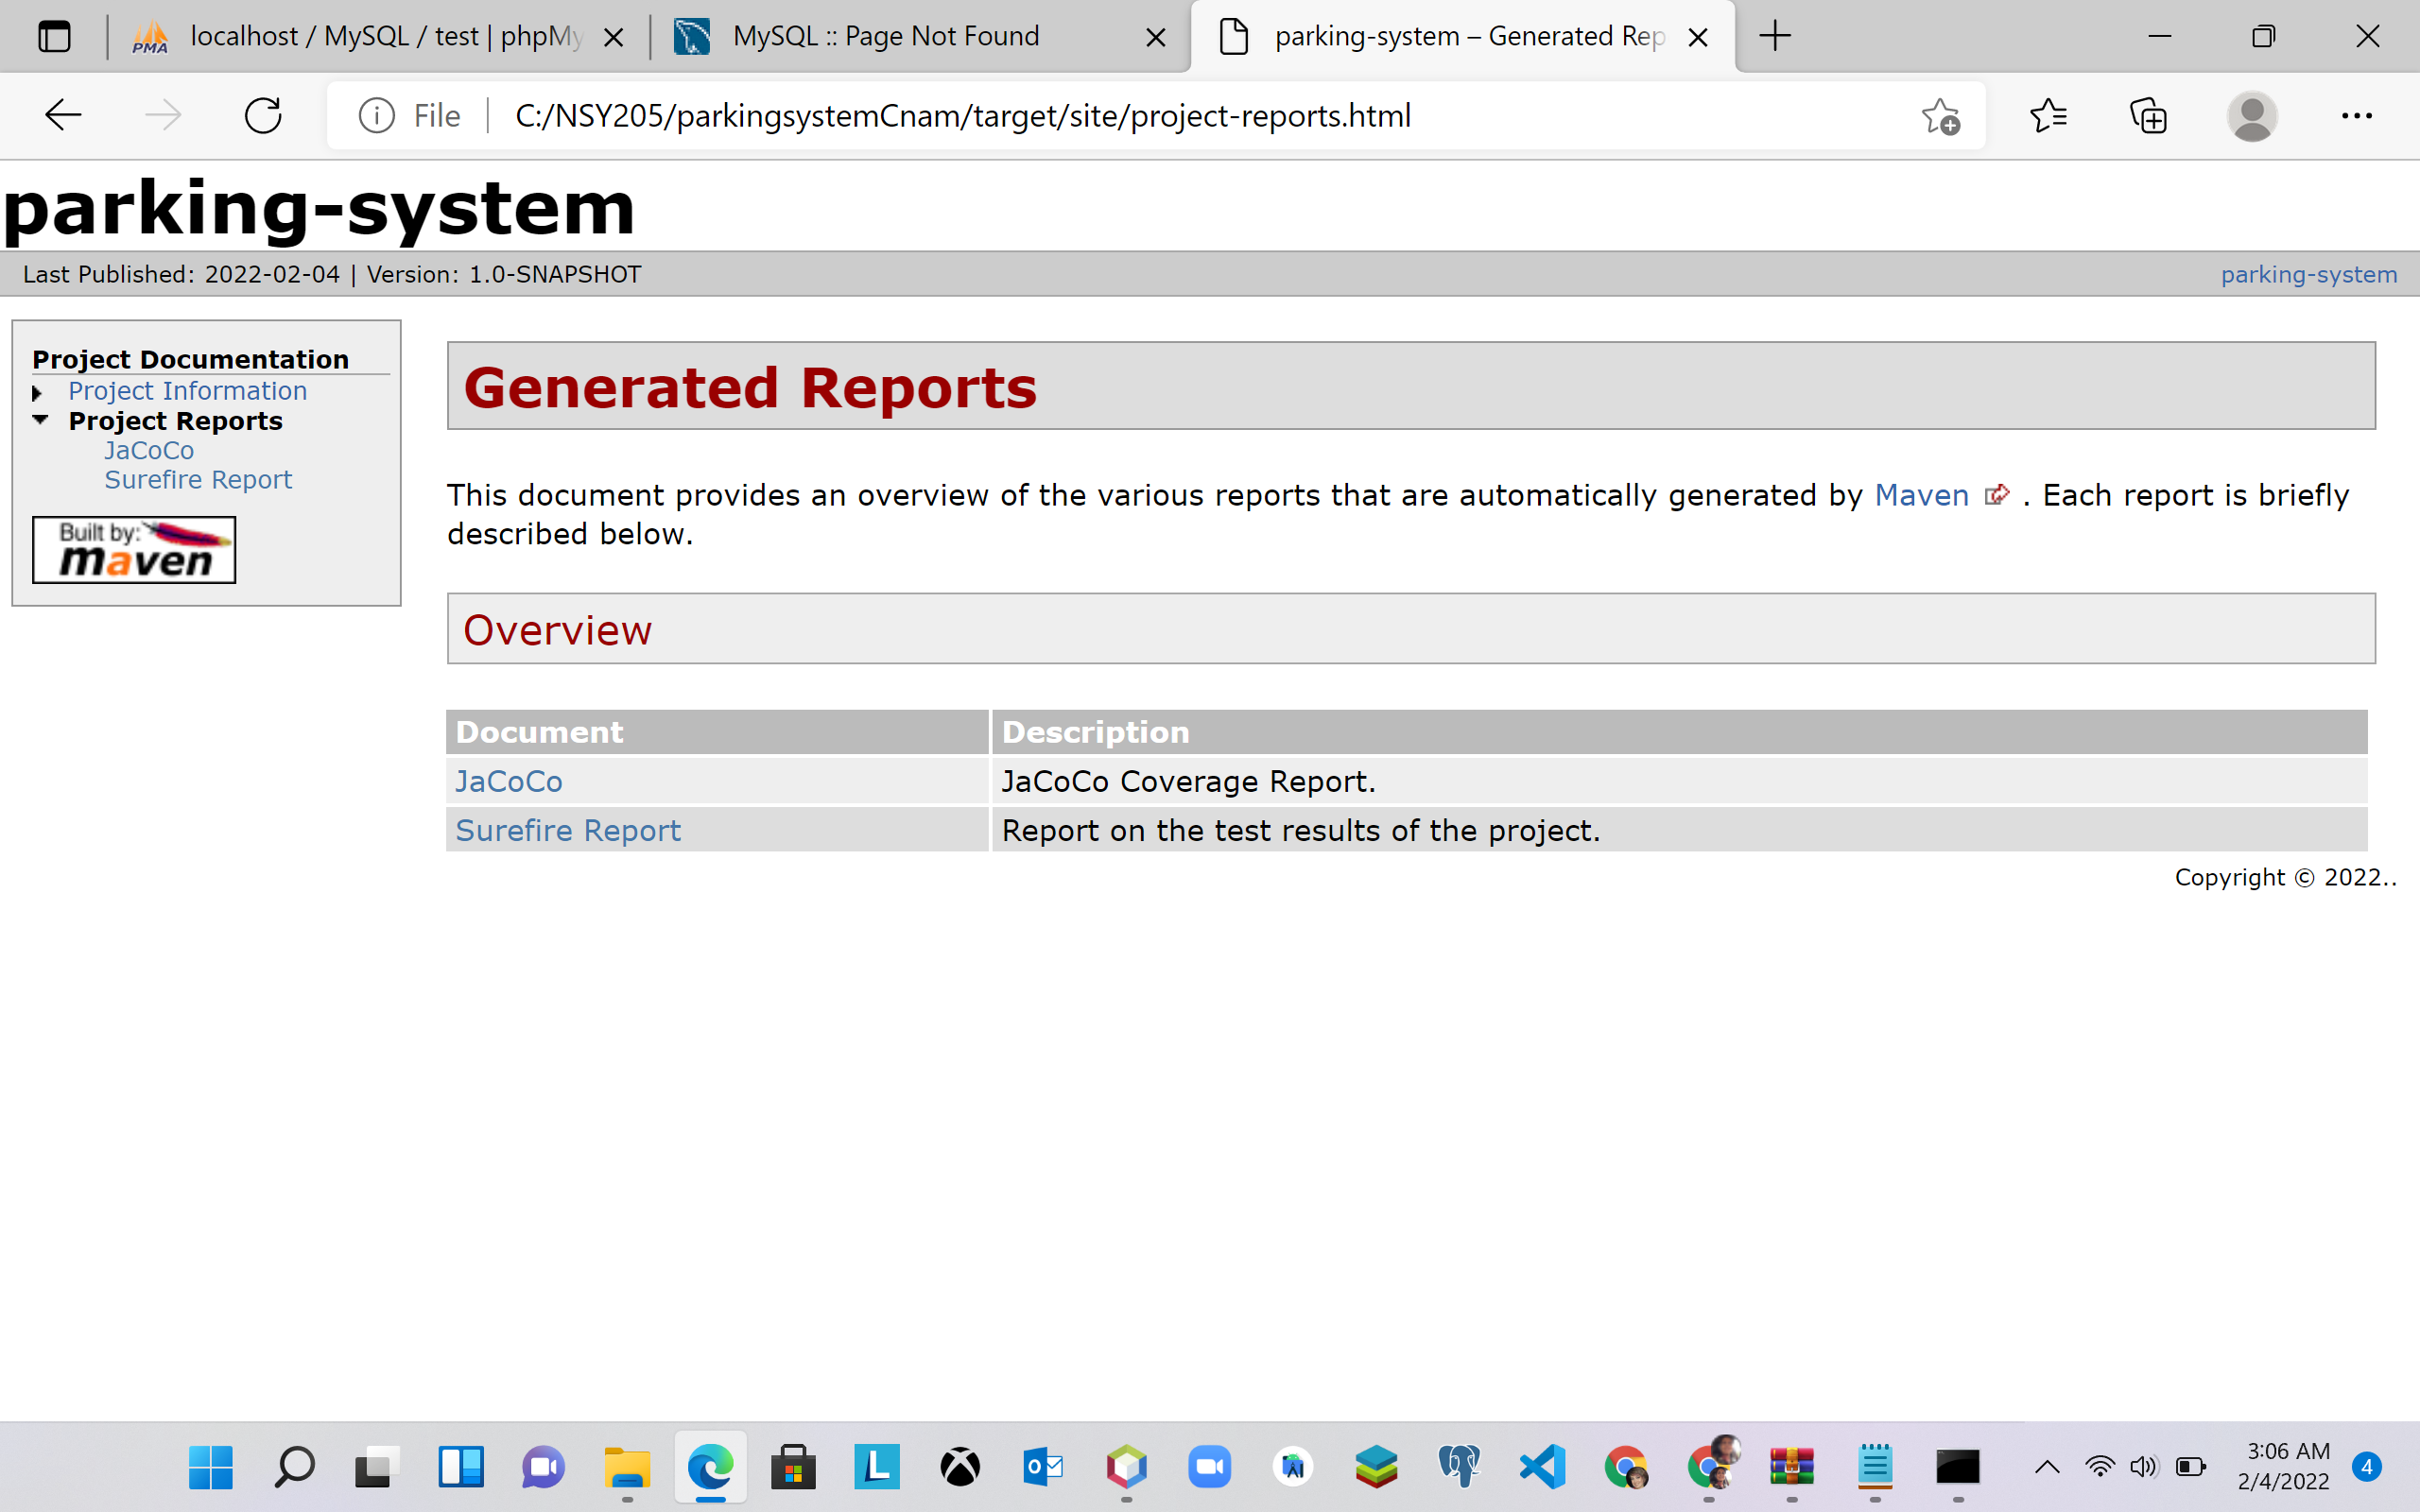 localhost / MySQL / test | phpMy
MySQL :: Page Not Found
parking-system – Generated Rep
File
C:/NSY205/parkingsystemCnam/target/site/project-reports.html
parking-system
Last Published: 2022-02-04 | Version: 1.0-SNAPSHOT
parking-system
Project Documentation
Project Information
Project Reports
JaCoCo
Surefire Report
Built by:
maven
Generated Reports
This document provides an overview of the various reports that are automatically generated by Maven . Each report is briefly
described below.
Overview
Document Description
JaCoCo JaCoCo Coverage Report.
Surefire Report Report on the test results of the project.
Copyright © 2022..
3:06 AM
2/4/2022
4